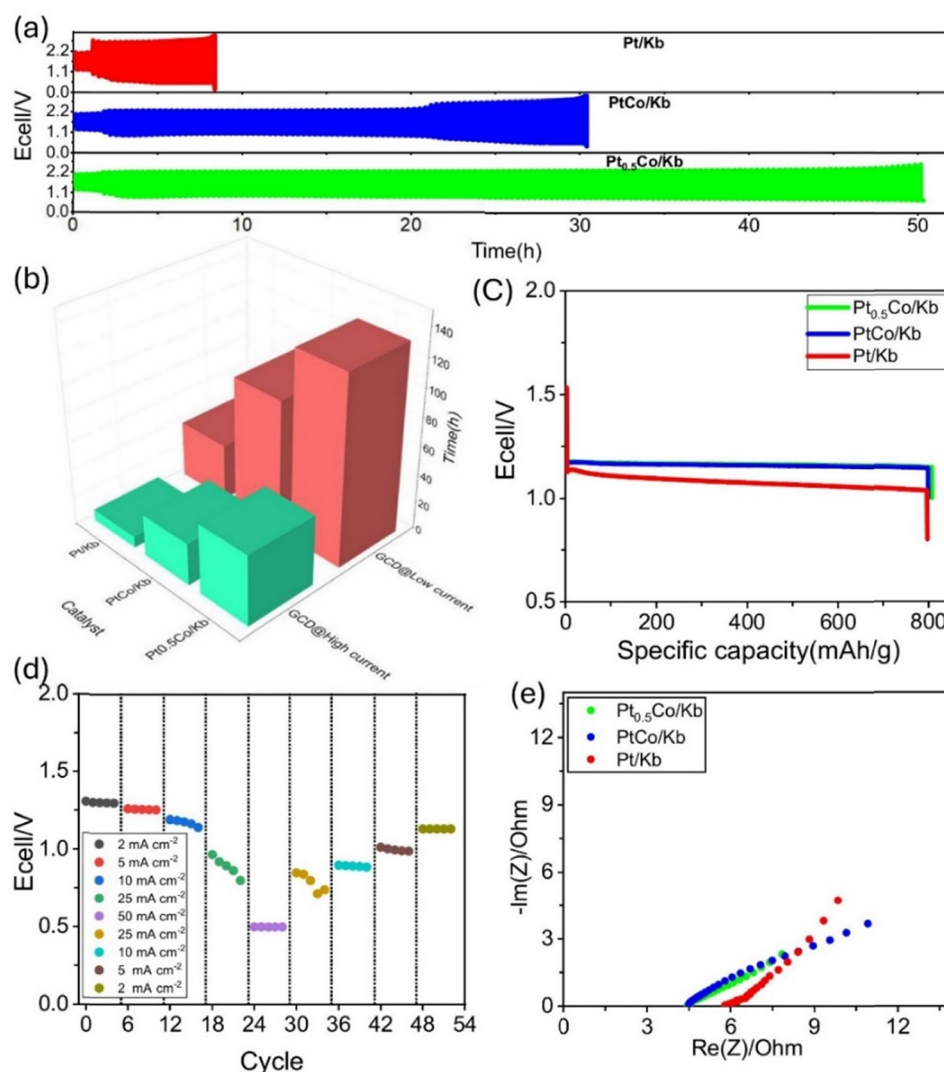 (a)
Ecell/V
2.2
1.1
0.0
Pt/Kb
2.2
1.1
0.0
PtCo/Kb
2.2
1.1
0.0
Pt0.5Co/Kb
0 10 20 30 40 50
Time(h)
(b)
140
120
100
80
60
40
20
0
Time(h)
Pt/Kb
PtCo/Kb
Pt0.5Co/Kb
Catalyst
GCD@High current
GCD@Low current
(C)
Ecell/V
2.0
1.5
1.0
0.5
Pt0.5Co/Kb
PtCo/Kb
Pt/Kb
0 200 400 600 800
Specific capacity(mAh/g)
(d)
Ecell/V
2.0
1.5
1.0
0.5
0.0
2 mA cm-2
5 mA cm-2
10 mA cm-2
25 mA cm-2
50 mA cm-2
25 mA cm-2
10 mA cm-2
5 mA cm-2
2 mA cm-2
0 6 12 18 24 30 36 42 48 54
Cycle
(e)
-Im(Z)/Ohm
12
9
6
3
0
Pt0.5Co/Kb
PtCo/Kb
Pt/Kb
0 3 6 9 12
Re(Z)/Ohm